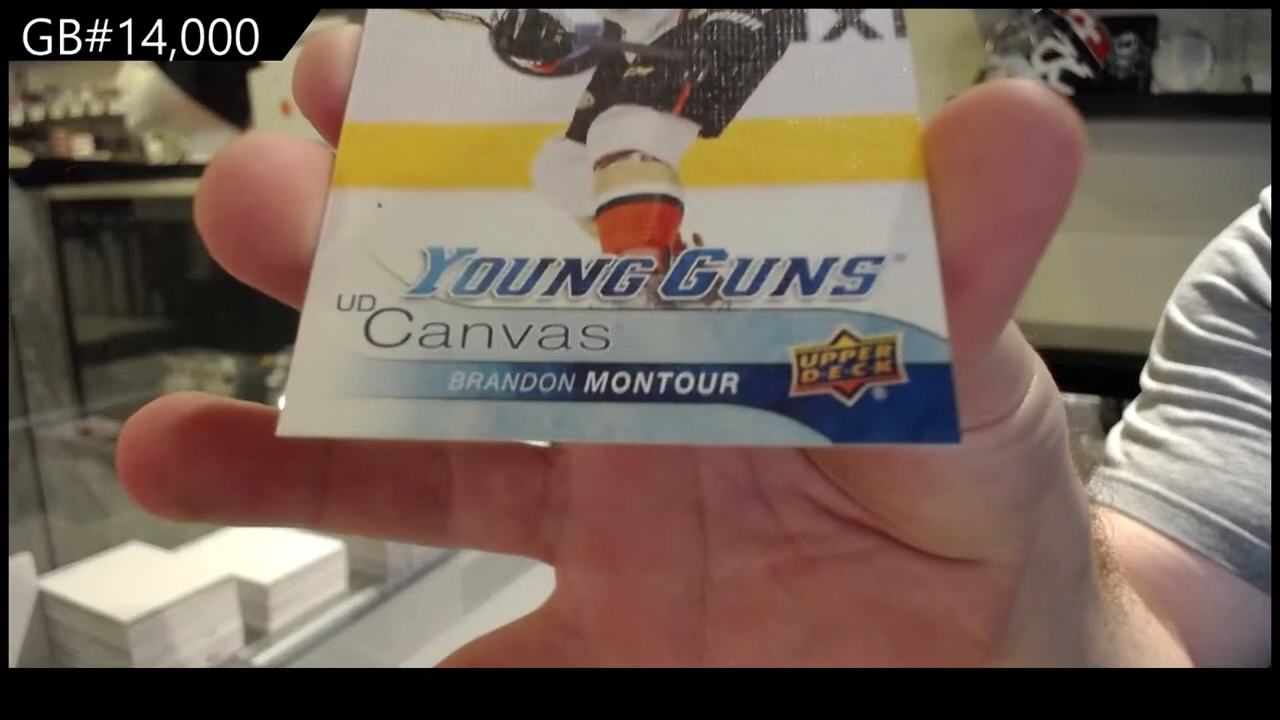 GB#14,000
YOUNG GUNS
UD Canvas
BRANDON MONTOUR
UPPER DECK